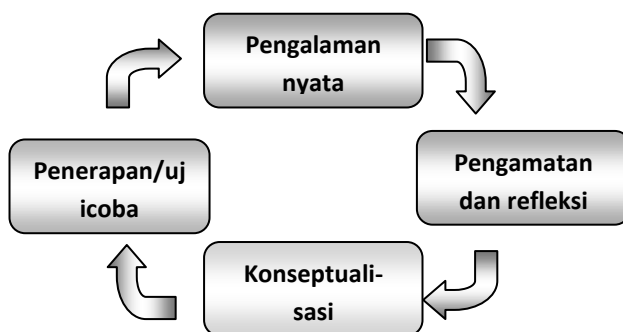 Pengalaman
nyata
Pengamatan
dan refleksi
Konseptuali-
sasi
Penerapan/uj
icoba